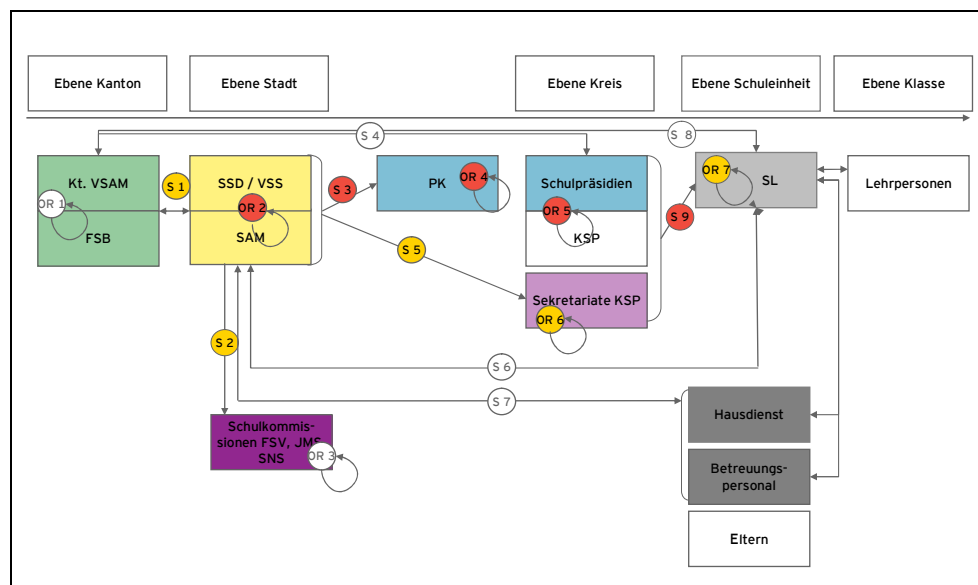 Ebene Kanton
Ebene Stadt
Ebene Kreis
Ebene Schuleinheit
Ebene Klasse
S 4
S 8
Kt. VSAM
OR 1
FSB
S 1
SSD / VSS
OR 2
SAM
S 3
PK
OR 4
Schulpräsidien
OR 5
KSP
S 9
OR 7
SL
Lehrpersonen
S 5
Sekretariate KSP
OR 6
S 2
S 6
S 7
Schulkommis-
sionen FSV, JMS
SNS
OR 3
Hausdienst
Betreuungs-
personal
Eltern